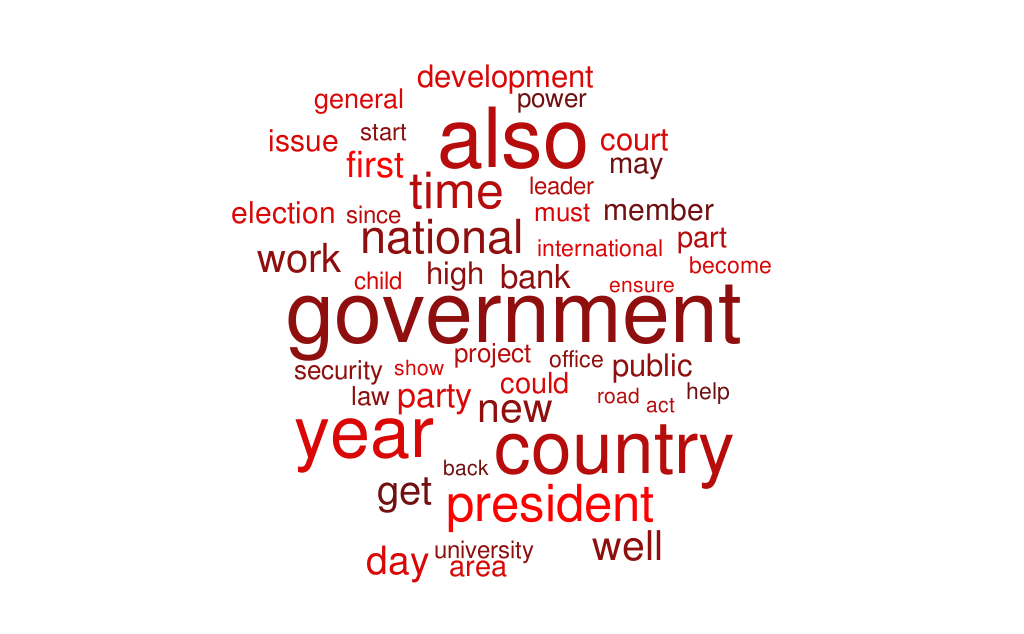 development
general power
issue start also court
first may
time leader
election since must member
national international part
work become
child high bank ensure
government
security show project office public
law party could road act help
new
year country
back
get president
well
day university
area